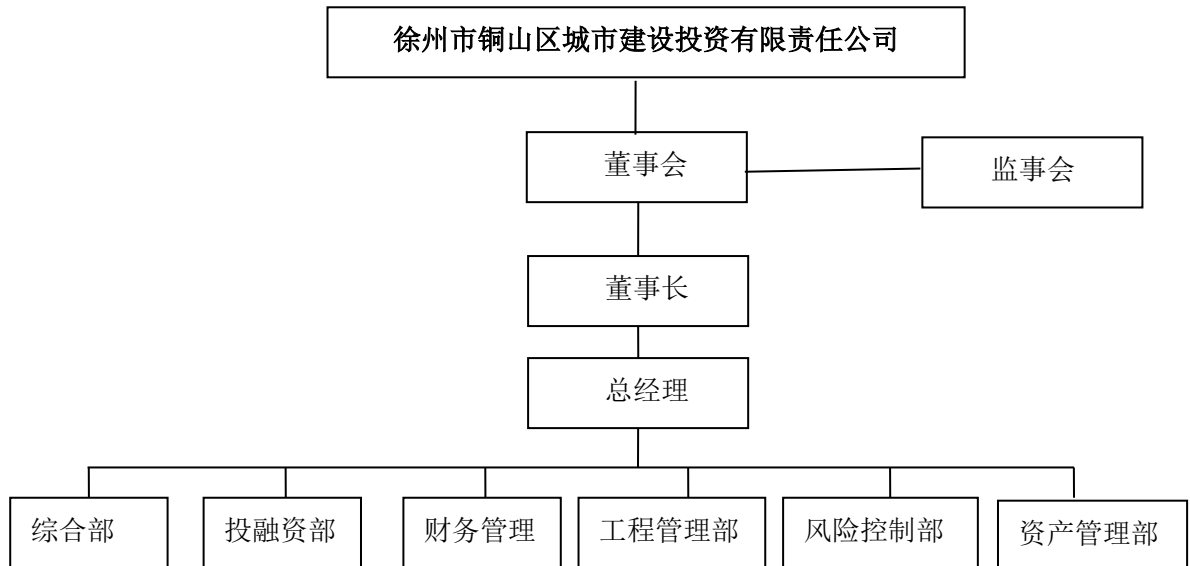 徐州市铜山区城市建设投资有限责任公司
董事会
监事会
董事长
总经理
综合部
投融资部
财务管理
工程管理部
风险控制部
资产管理部